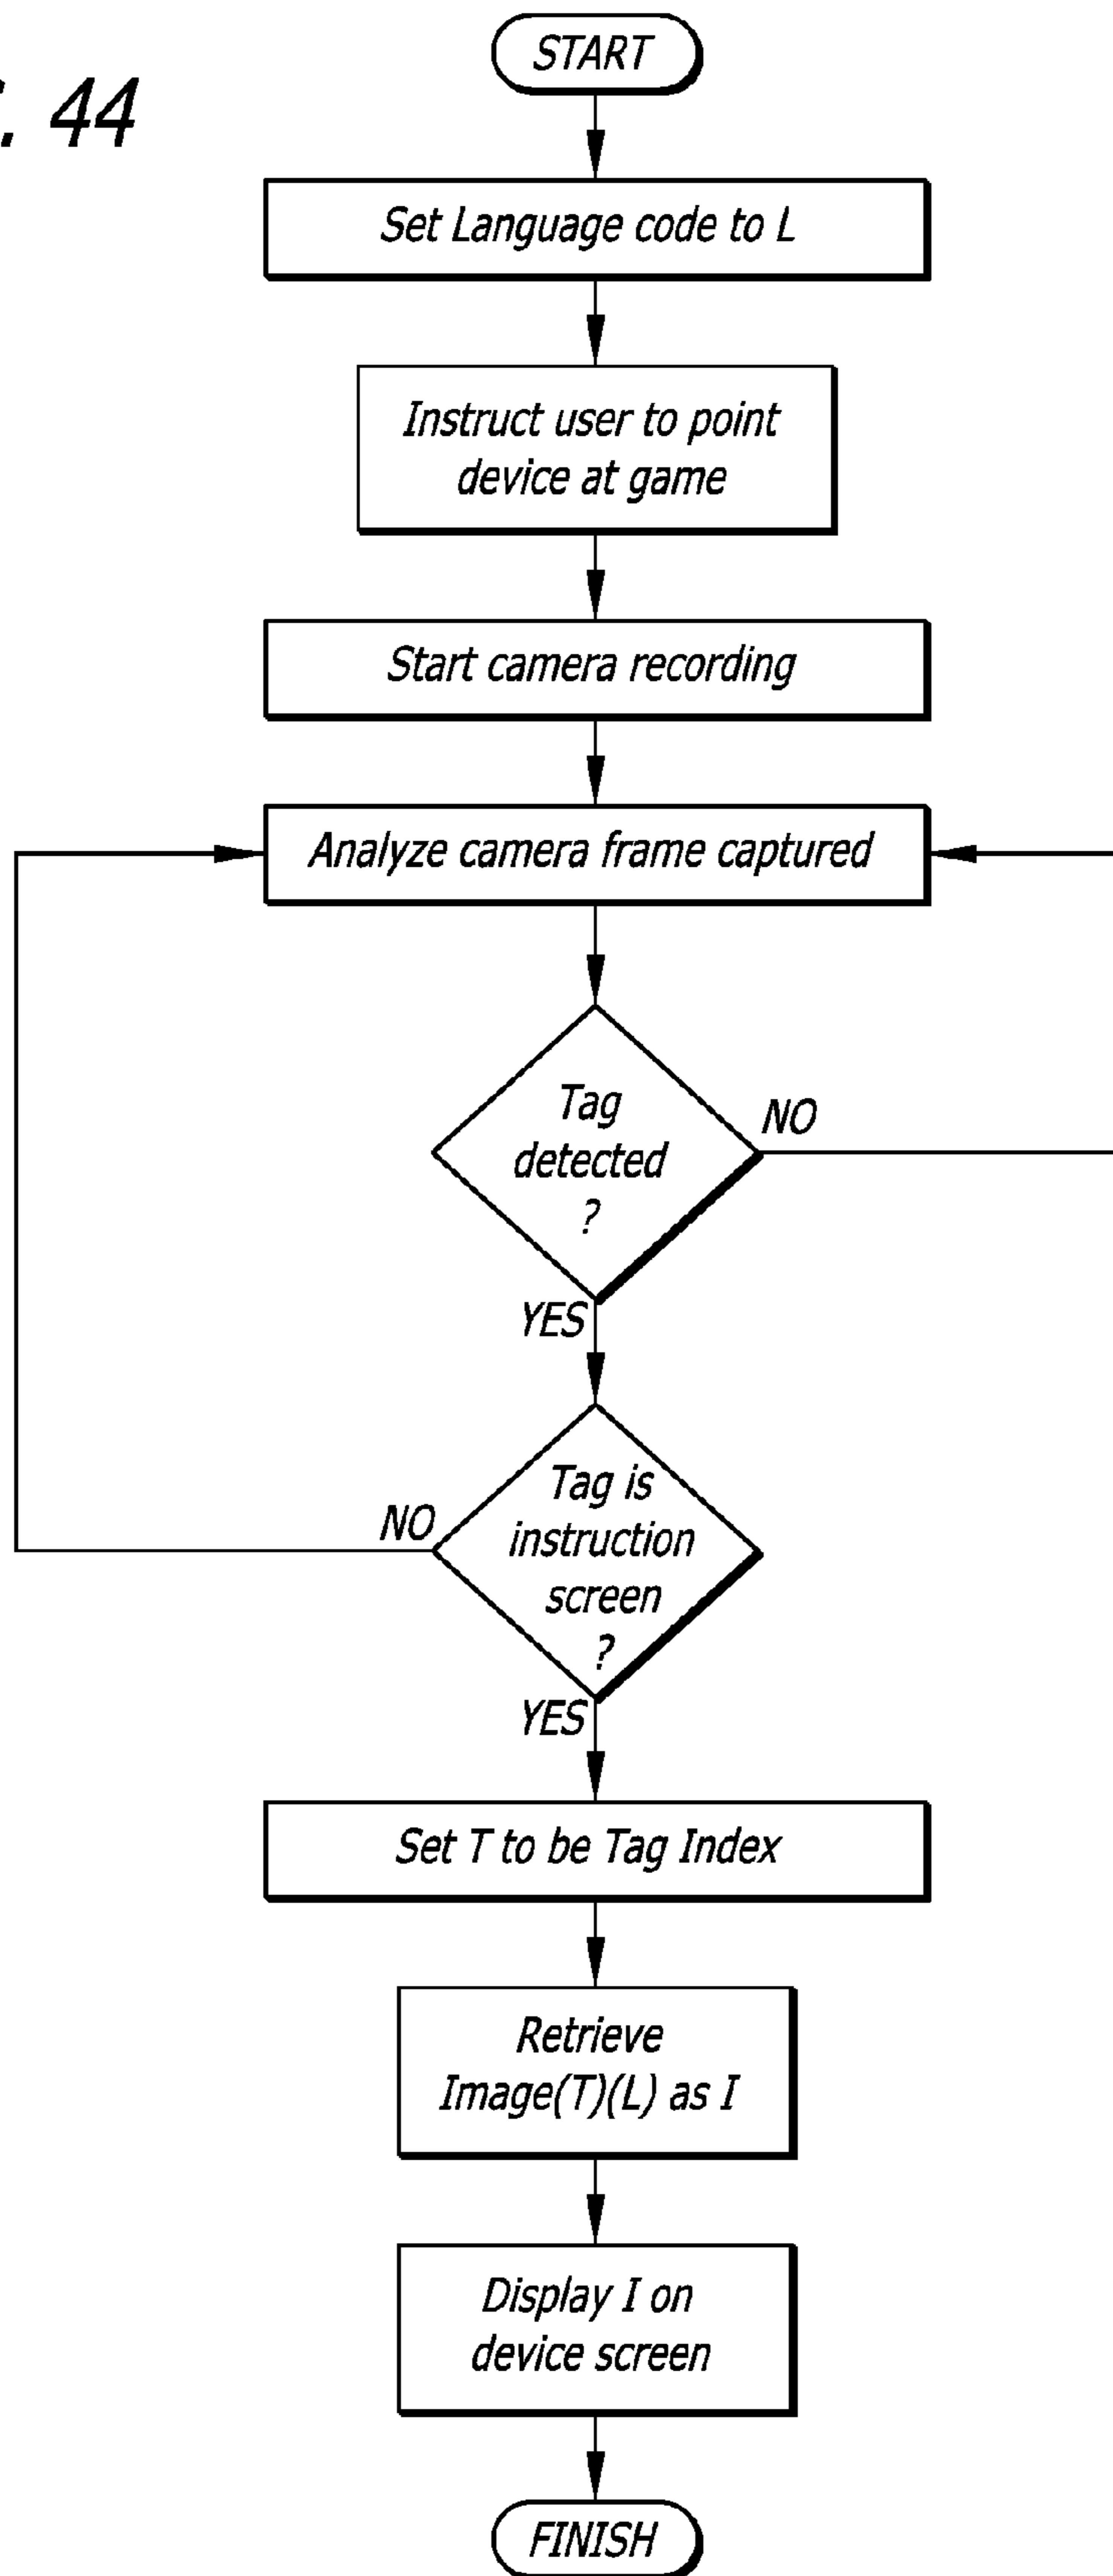 . 44
START
Set Language code to L
Instruct user to point
device at game
Start camera recording
Analyze camera frame captured
Tag
detected
?
NO
YES
Tag is
instruction
screen
?
NO
YES
Set T to be Tag Index
Retrieve
Image(T)(L) as I
Display I on
device screen
FINISH